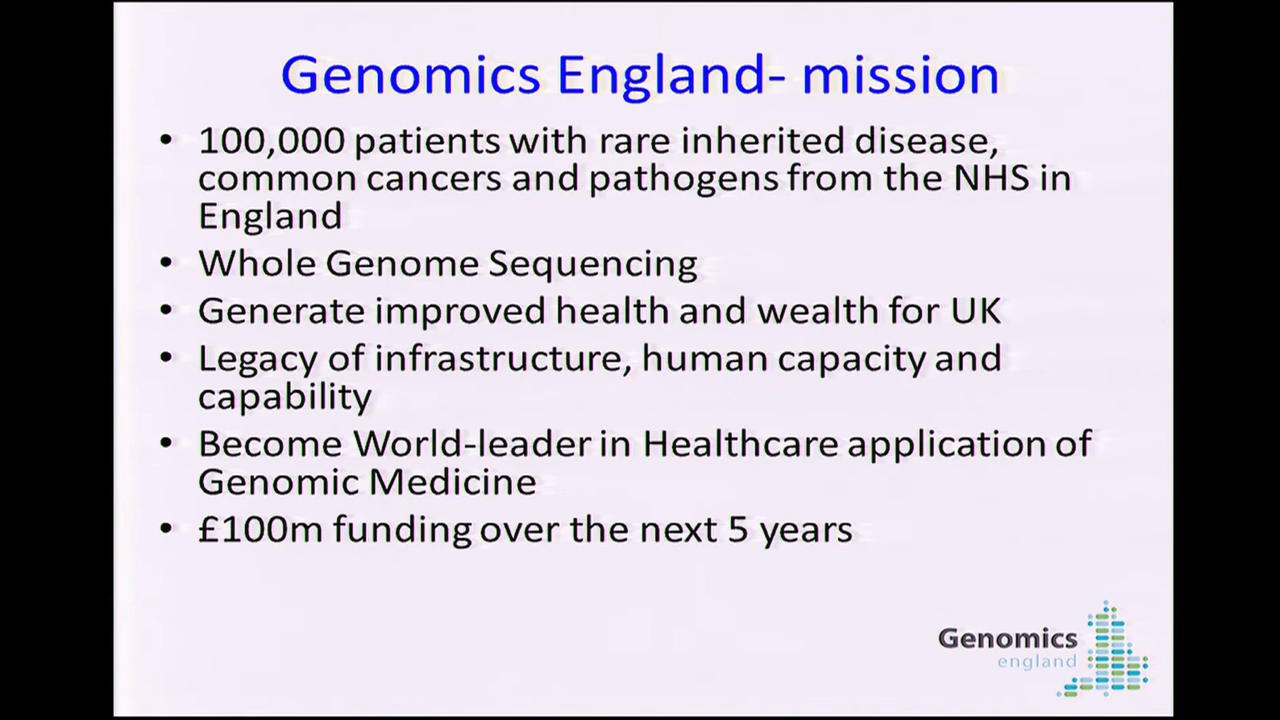 Genomics England- mission
• 100,000 patients with rare inherited disease,
common cancers and pathogens from the NHS in
England
• Whole Genome Sequencing
• Generate improved health and wealth for UK
• Legacy of infrastructure, human capacity and
capability
• Become World-leader in Healthcare application of
Genomic Medicine
• £100m funding over the next 5 years
Genomics
england